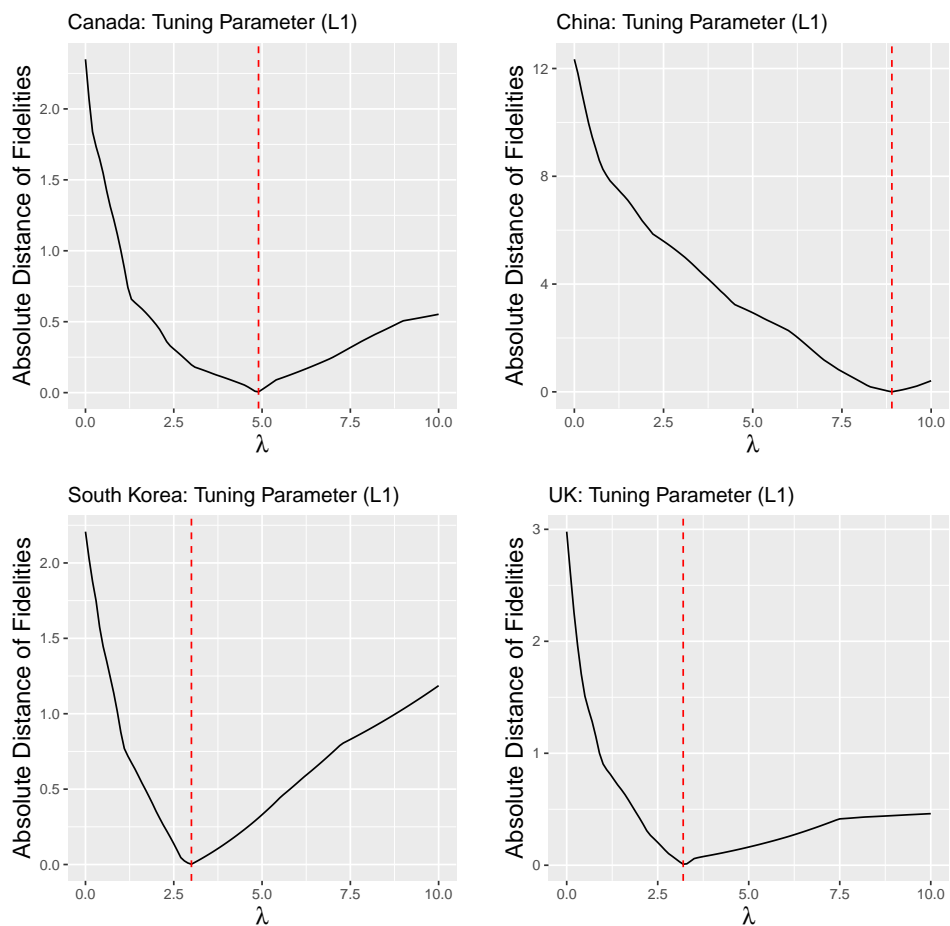 Canada: Tuning Parameter (L1)
Absolute Distance of Fidelities
2.0
1.5
1.0
0.5
0.0
0.0 2.5 5.0 7.5 10.0
λ
China: Tuning Parameter (L1)
Absolute Distance of Fidelities
12
8
4
0
0.0 2.5 5.0 7.5 10.0
λ
South Korea: Tuning Parameter (L1)
Absolute Distance of Fidelities
2.0
1.5
1.0
0.5
0.0
0.0 2.5 5.0 7.5 10.0
λ
UK: Tuning Parameter (L1)
Absolute Distance of Fidelities
3
2
1
0
0.0 2.5 5.0 7.5 10.0
λ